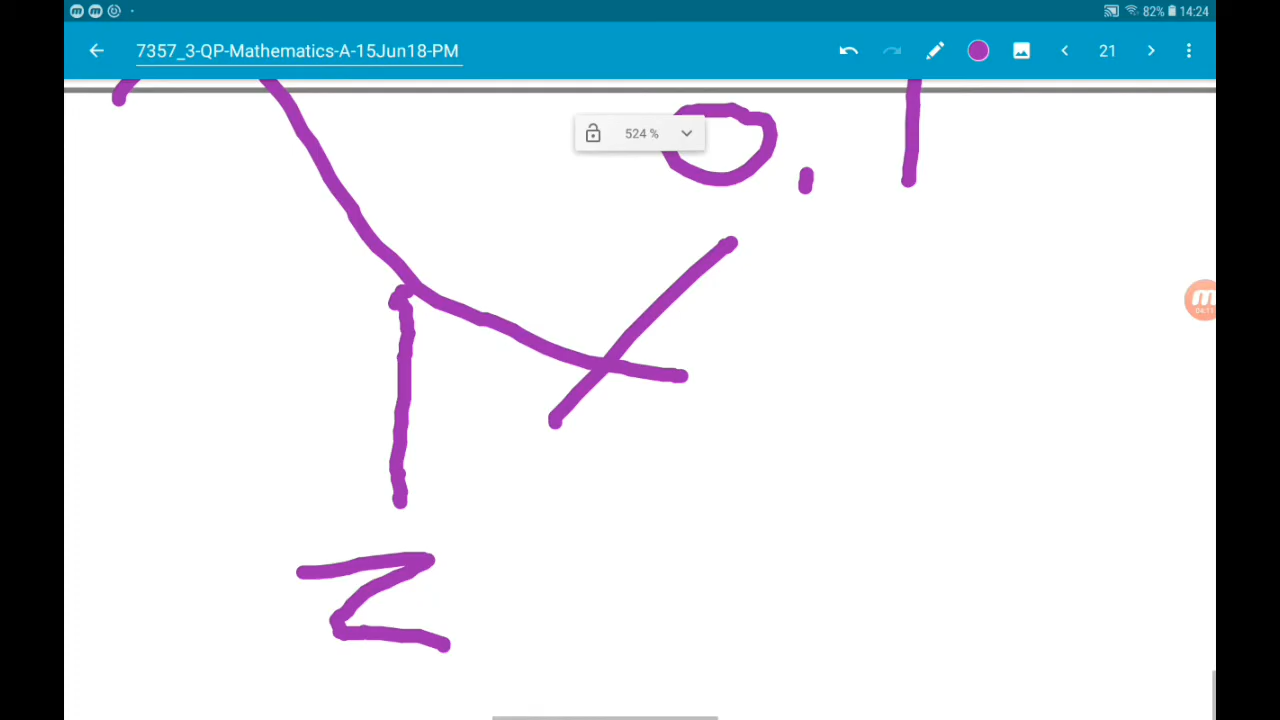 82% 14:24
7357_3-QP-Mathematics-A-15Jun18-PM
21
524 %
0.1
Z